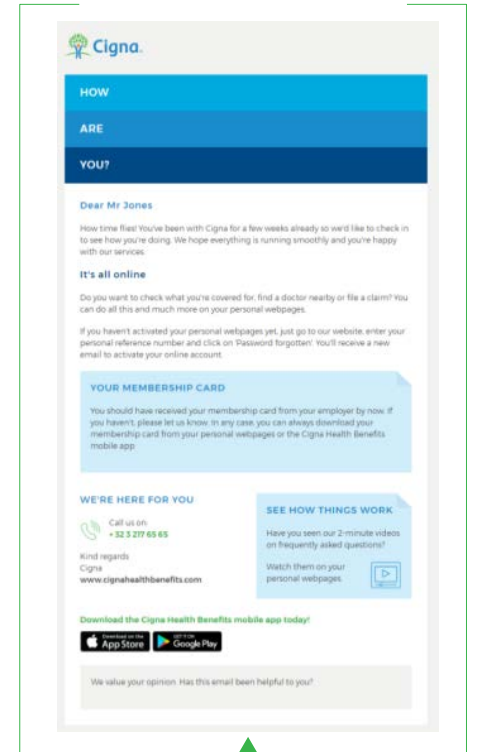 Cigna.
HOW
ARE
YOU?
Dear Mr Jones
How time flies! You've been with Cigna for a few weeks already so we'd like to check in
to see how you're doing. We hope everything is running smoothly and you're happy
with our services.
It's all online
Do you want to check what you're covered for, find a doctor nearby or file a claim? You
can do all this and much more on your personal webpages.
If you haven't activated your personal webpages yet, just go to our website, enter your
personal reference number and click on 'Password forgotten'. You'll receive a new
email to activate your online account.
YOUR MEMBERSHIP CARD
You should have received your membership card from your employer by now. If
you haven't, please let us know. In any case, you can always download your
membership card from your personal webpages or the Cigna Health Benefits
mobile app.
WE'RE HERE FOR YOU
Call us on:
+ 32 3 217 65 65
Kind regards
Cigna
www.cignahealthbenefits.com
SEE HOW THINGS WORK
Have you seen our 2-minute videos
on frequently asked questions?
Watch them on your
personal webpages.
Download the Cigna Health Benefits mobile app today!
Download on the
App Store
GET IT ON
Google Play
We value your opinion. Has this email been helpful to you?